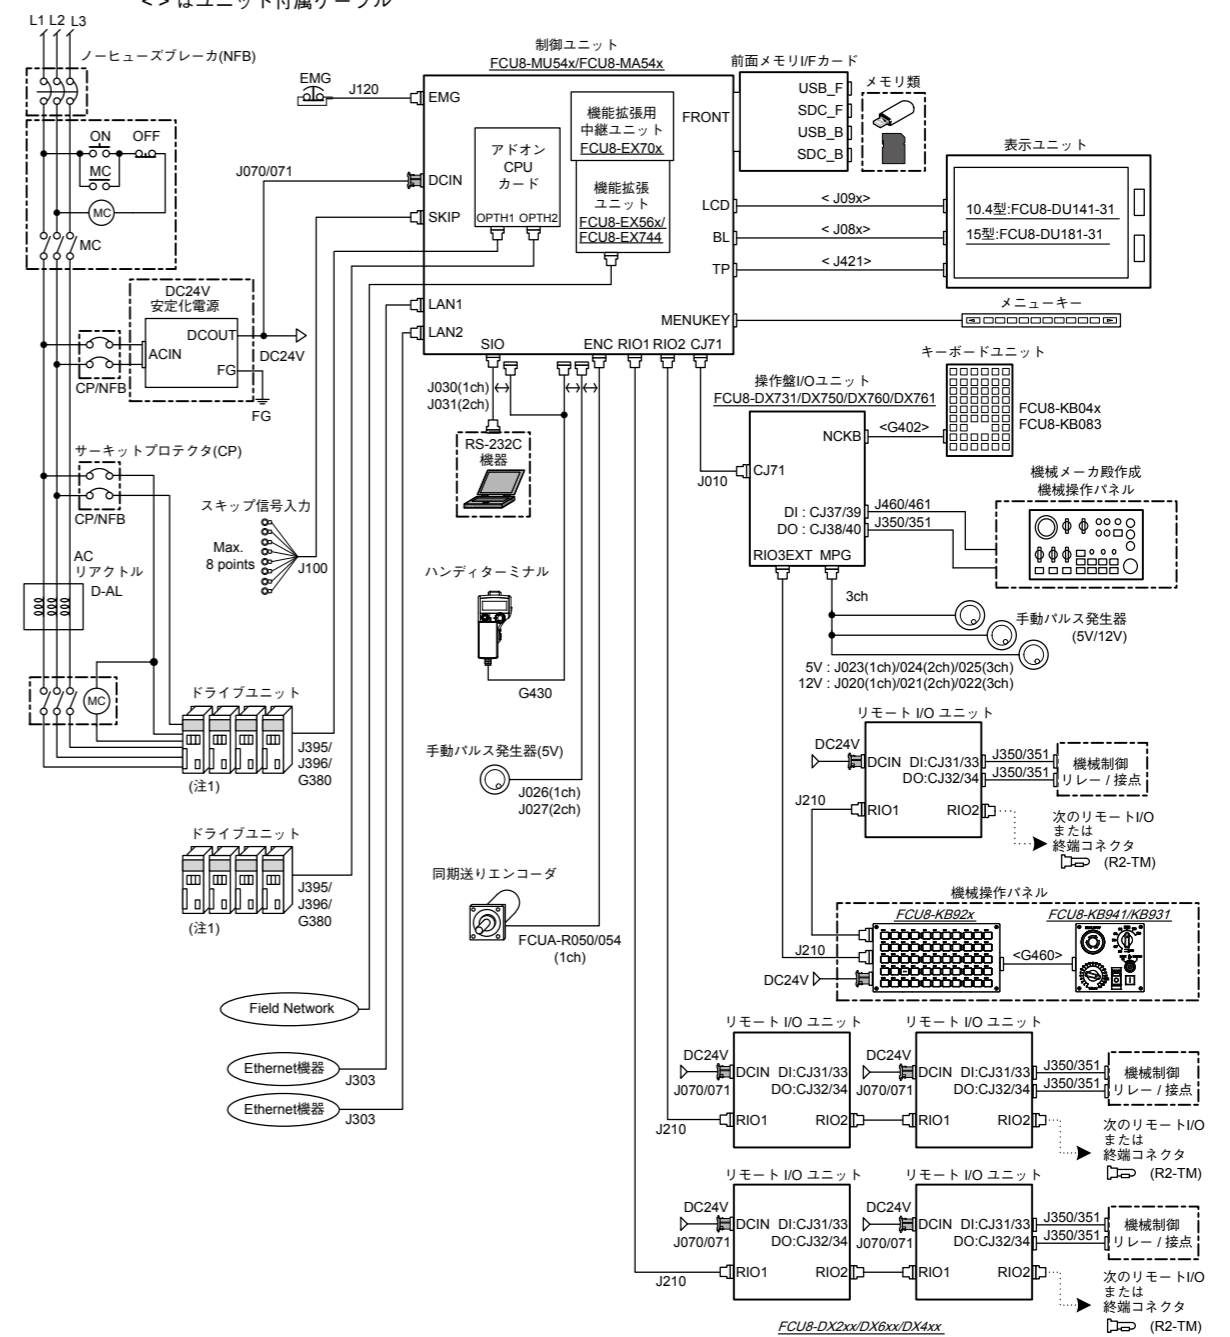 < > はユニット付属ケーブル
L1 L2 L3
ノーヒューズブレーカ(NFB)
ON OFF
MC
MC
MC
DC24V
安定化電源
DCOUT
ACIN
FG
CP/NFB
DC24V
FG
サーキットプロテクタ(CP)
CP/NFB
AC
リアクトル
D-AL
MC
ドライブユニット
(注1)
J395/
J396/
G380
ドライブユニット
(注1)
J395/
J396/
G380
Field Network
Ethernet機器
J303
Ethernet機器
J303
EMG
J120
J070/071
スキップ信号入力
Max.
8 points
J100
制御ユニット
FCU8-MU54x/FCU8-MA54x
EMG
DCIN
SKIP
LAN1
LAN2
アドオン
CPU
カード
OPTH1 OPTH2
機能拡張用
中継ユニット
FCU8-EX70x
機能拡張
ユニット
FCU8-EX56x/
FCU8-EX744
FRONT
LCD
BL
TP
MENUKEY
SIO
ENC RIO1 RIO2 CJ71
前面メモリI/Fカード
USB_F
SDC_F
USB_B
SDC_B
メモリ類
表示ユニット
10.4型:FCU8-DU141-31
15型:FCU8-DU181-31
< J09x>
< J08x>
< J421>
メニューキー
キーボードユニット
FCU8-KB04x
FCU8-KB083
J030(1ch)
J031(2ch)
RS-232C
機器
ハンディターミナル
G430
手動パルス発生器(5V)
J026(1ch)
J027(2ch)
同期送りエンコーダ
FCUA-R050/054
(1ch)
操作盤I/Oユニット
FCU8-DX731/DX750/DX760/DX761
NCKB
<G402>
CJ71
J010
DI : CJ37/39
DO : CJ38/40
J460/461
J350/351
RIO3EXT MPG
機械メーカ殿作成
機械操作パネル
3ch
手動パルス発生器
(5V/12V)
5V : J023(1ch)/024(2ch)/025(3ch)
12V : J020(1ch)/021(2ch)/022(3ch)
リモート I/O ユニット
DC24V
DCIN DI:CJ31/33
DO:CJ32/34
J350/351
J350/351
機械制御
リレー / 接点
J210
RIO1
RIO2
次のリモートI/O
または
終端コネクタ
(R2-TM)
機械操作パネル
FCU8-KB92x
FCU8-KB941/KB931
J210
DC24V
<G460>
リモート I/O ユニット
リモート I/O ユニット
DC24V
J070/071
DCIN DI:CJ31/33
DO:CJ32/34
DC24V
J070/071
DCIN DI:CJ31/33
DO:CJ32/34
J350/351
J350/351
機械制御
リレー / 接点
J210
RIO1
RIO2
RIO1
RIO2
次のリモートI/O
または
終端コネクタ
(R2-TM)
リモート I/O ユニット
リモート I/O ユニット
DC24V
J070/071
DCIN DI:CJ31/33
DO:CJ32/34
DC24V
J070/071
DCIN DI:CJ31/33
DO:CJ32/34
J350/351
J350/351
機械制御
リレー / 接点
J210
RIO1
RIO2
RIO1
RIO2
次のリモートI/O
または
終端コネクタ
(R2-TM)
FCU8-DX2xx/DX6xx/DX4xx